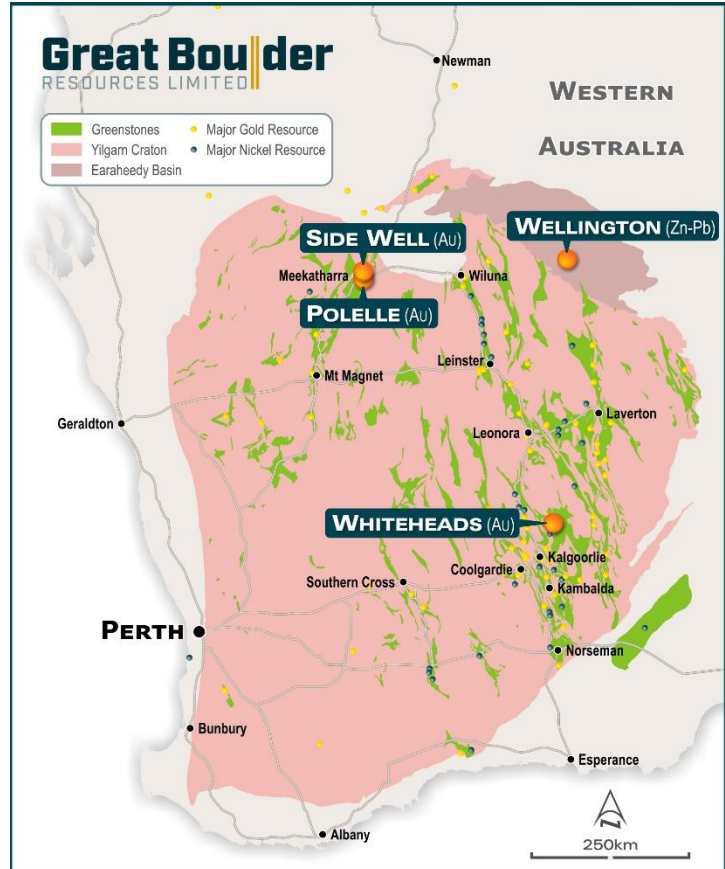 Great Boulder
RESOURCES LIMITED
Greenstones
Yilgarn Craton
Earaheedy Basin
Major Gold Resource
Major Nickel Resource
Newman
WESTERN
AUSTRALIA
SIDE WELL (Au)
WELLINGTON (Zn-Pb)
Meekatharra
Wiluna
POLELLE (Au)
Leinster
Mt Magnet
Geraldton
Laverton
Leonora
WHITEHEADS (Au)
Kalgoorlie
Coolgardie
Southern Cross
Kambalda
PERTH
Norseman
Bunbury
Esperance
Albany
N
250km